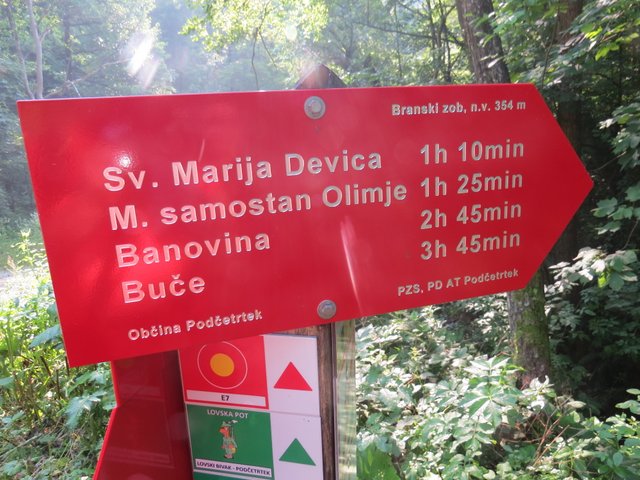 Branski zob, n.v. 354 m
Sv. Marija Devica 1h 10min
M. samostan Olimje 1h 25min
Banovina 2h 45min
Buče 3h 45min
Občina Podčetrtek
PZS, PD AT Podčetrtek
E7
LOVSKA POT
LOVSKI BIVAK - PODČETRTEK